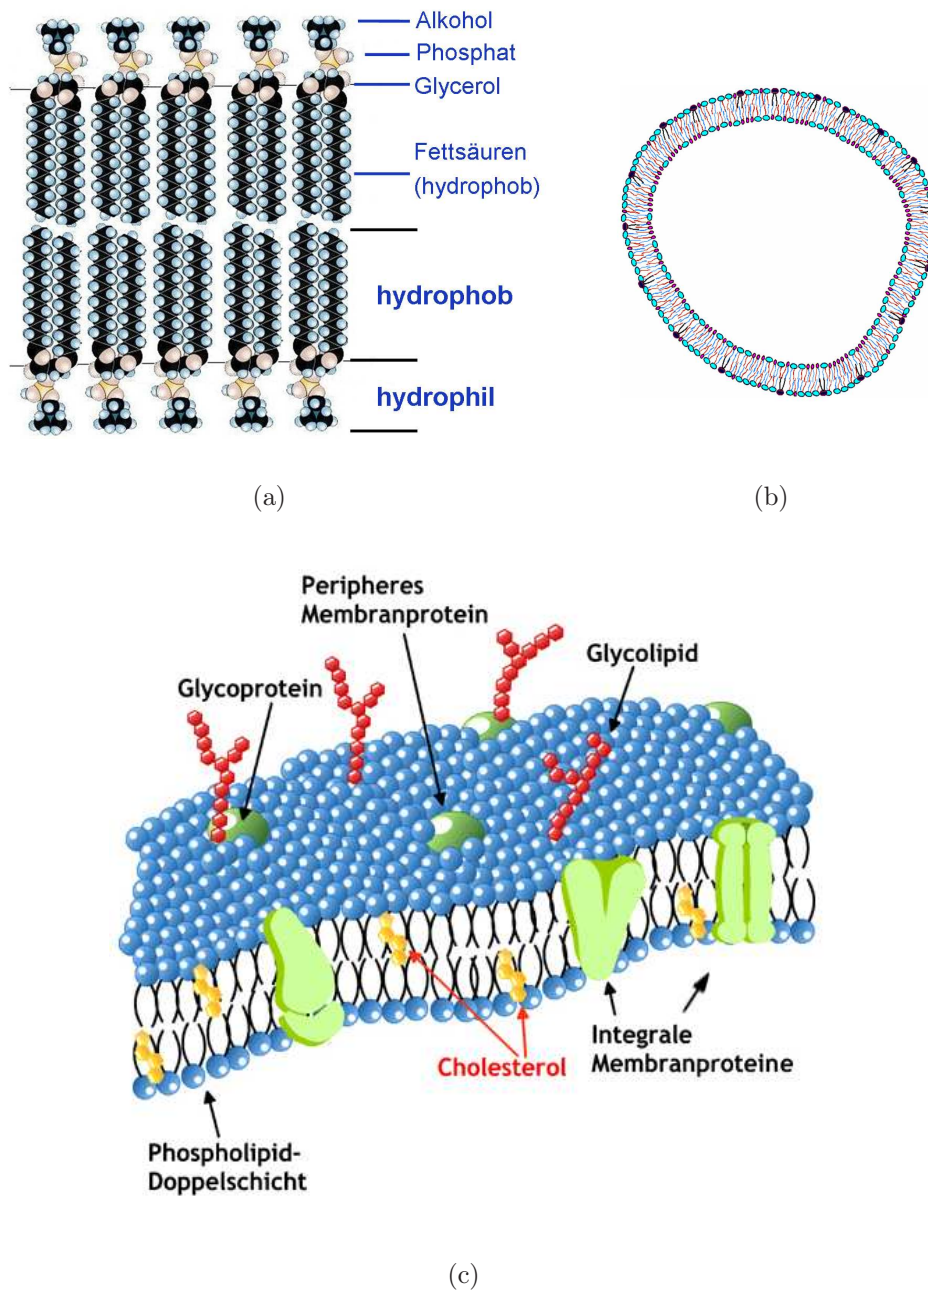 Alkohol
Phosphat
Glycerol
Fettsäuren
(hydrophob)
hydrophob
hydrophil
(a)
(b)
Peripheres
Membranprotein
Glycolipid
Glycoprotein
Integrale
Membranproteine
Cholesterol
Phospholipid-
Doppelschicht
(c)